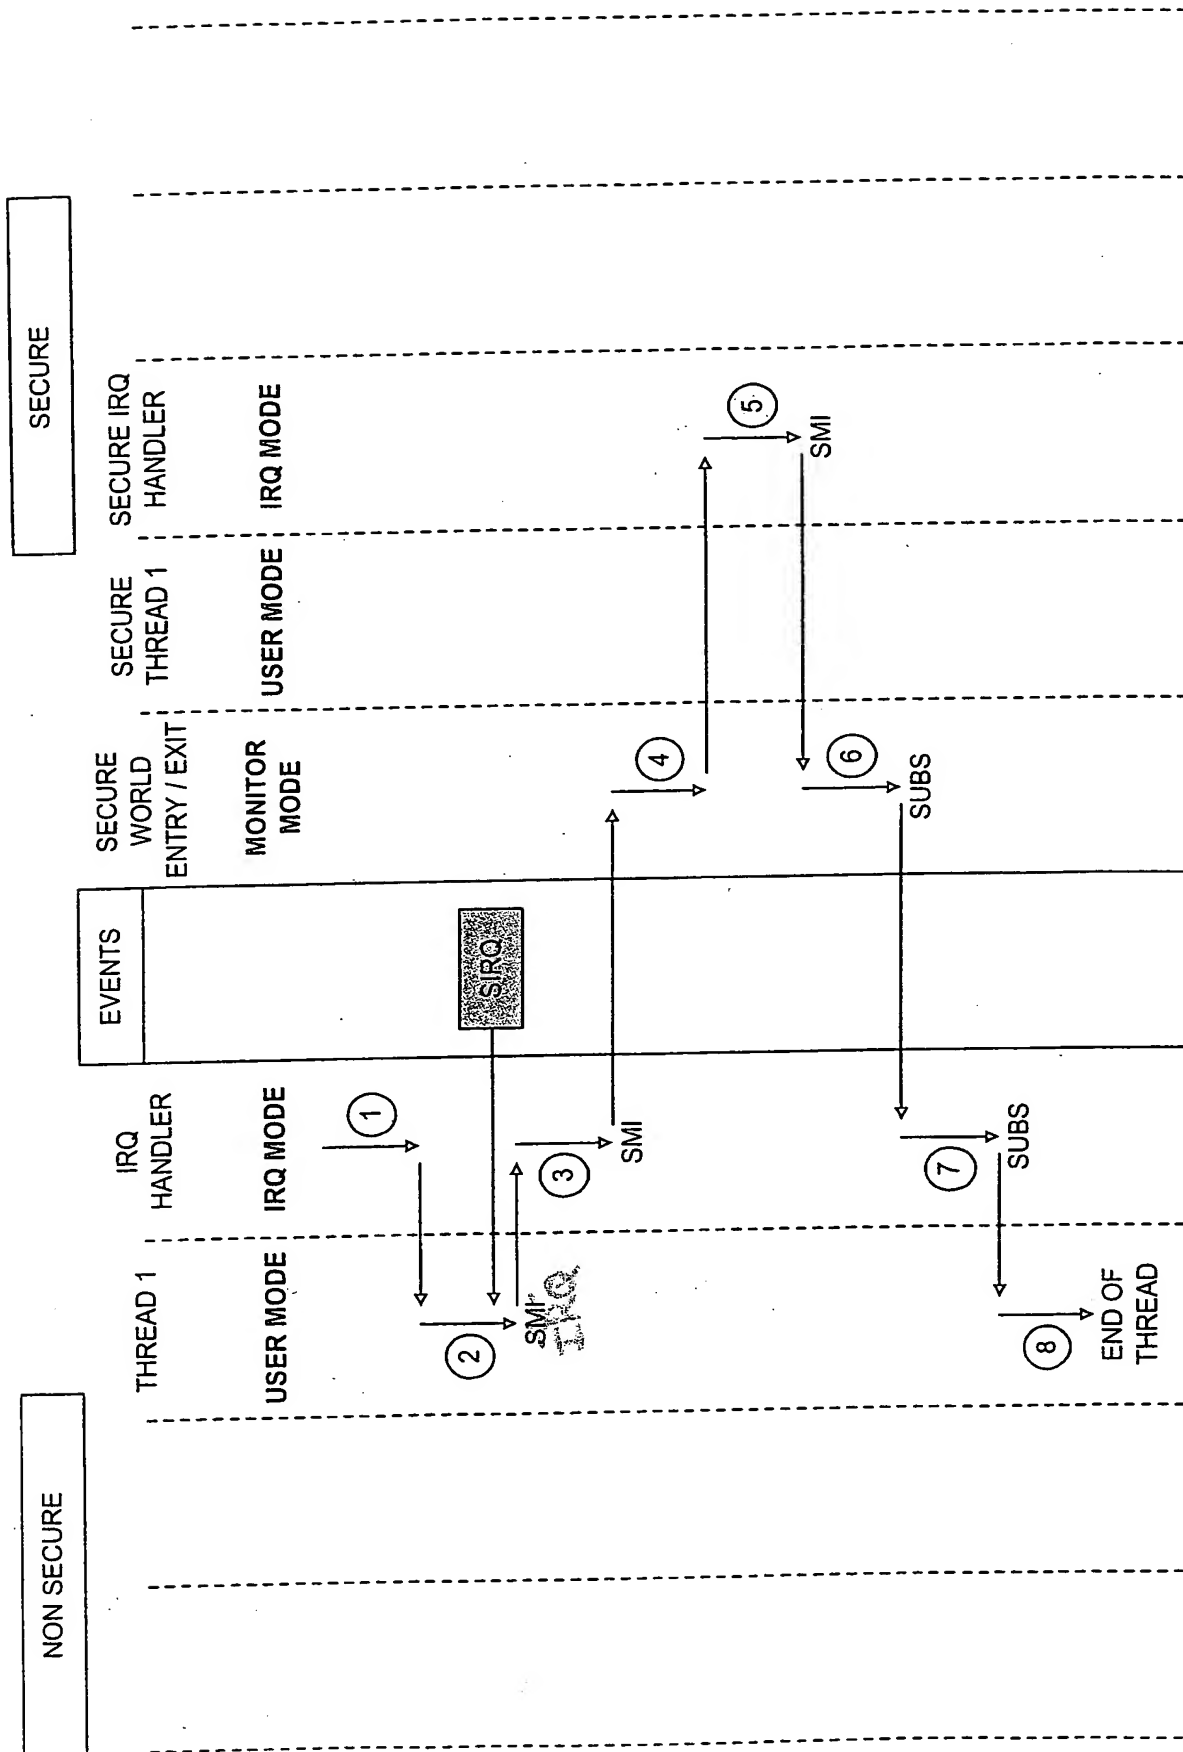 NON SECURE
EVENTS
SECURE
THREAD 1
IRQ
HANDLER
SECURE
WORLD
ENTRY / EXIT
SECURE
THREAD 1
SECURE IRQ
HANDLER
USER MODE
IRQ MODE
MONITOR
MODE
USER MODE
IRQ MODE
1
SIRQ
2
SMI
IRQ
3
SMI
4
5
SMI
6
SUBS
7
SUBS
8
END OF
THREAD